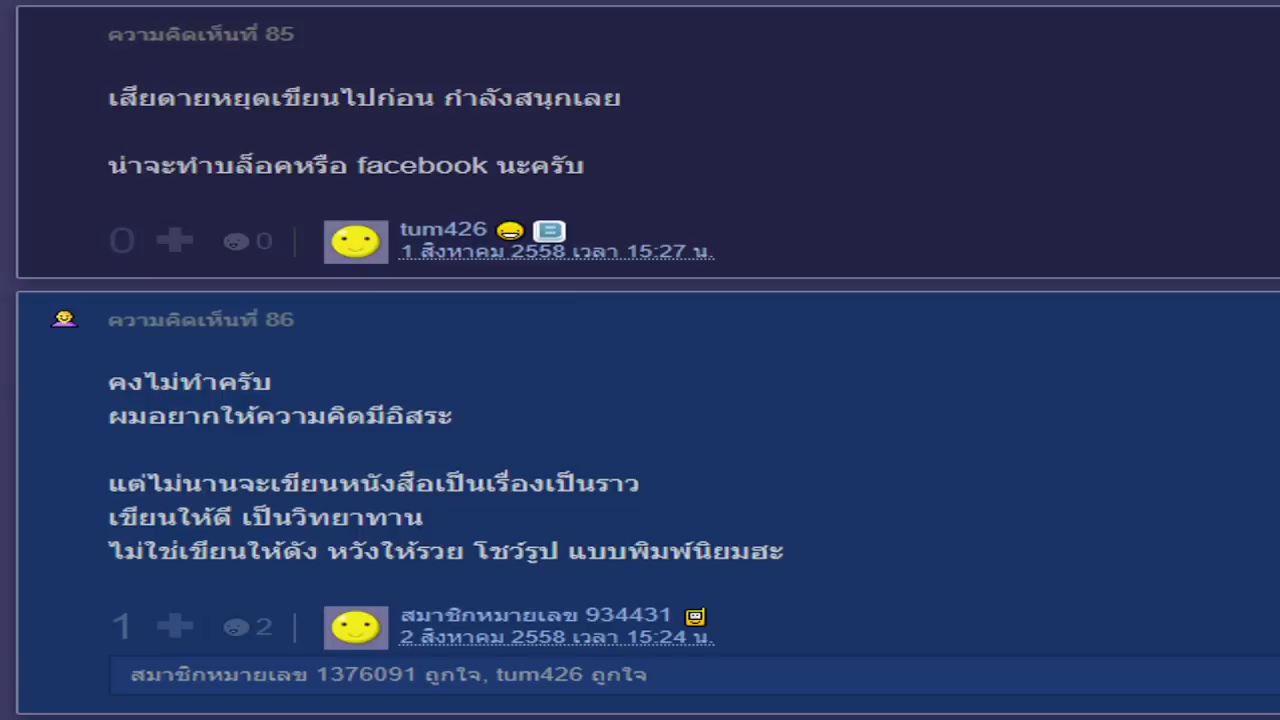 ความคิดเห็นที่ 85
เสียดายหยุดเขียนไปก่อน กำลังสนุกเลย
น่าจะทำบล็อคหรือ facebook นะครับ
0 0 tum426
1 สิงหาคม 2558 เวลา 15:27 น.
ความคิดเห็นที่ 86
คงไม่ทำครับ
ผมอยากให้ความคิดมีอิสระ
แต่ไม่นานจะเขียนหนังสือเป็นเรื่องเป็นราว
เขียนให้ดี เป็นวิทยาทาน
ไม่ใช่เขียนให้ดัง หวังให้รวย โชว์รูป แบบพิมพ์นิยมฮะ
1 2 สมาชิกหมายเลข 934431
2 สิงหาคม 2558 เวลา 15:24 น.
สมาชิกหมายเลข 1376091 ถูกใจ, tum426 ถูกใจ